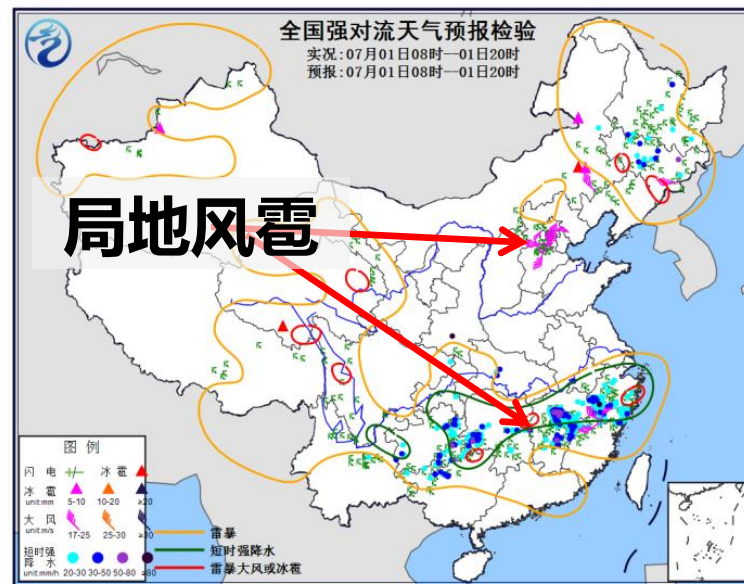 全国强对流天气预报检验
实况:07月01日08时--01日20时
预报:07月01日08时--01日20时
局地风雹
图 例
闪 电 冰 雹
冰 雹
unit:mm 5-10 10-20 ≥20
大 风
unit:m/s 17-25 25-30 ≥30
短时强
降 水
unit:mm/h 20-30 30-50 50-80 ≥80
雷暴
短时强降水
雷暴大风或冰雹